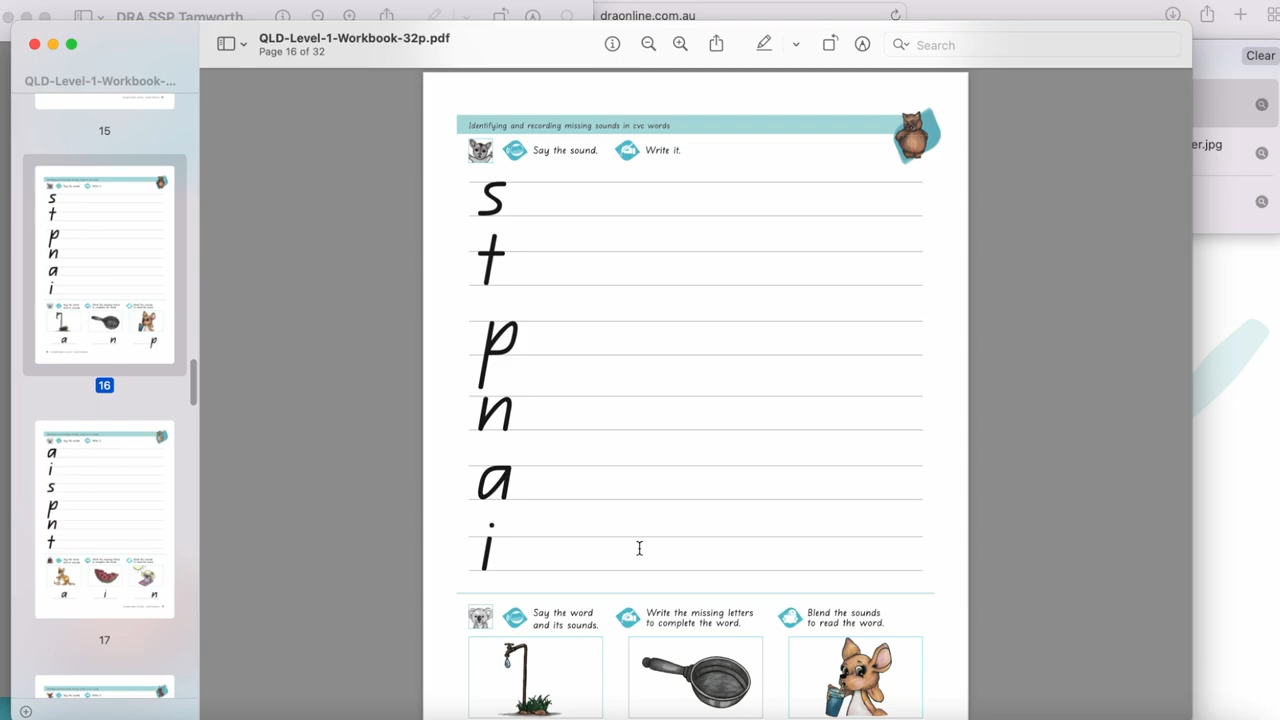 DRA SSP Tamworth
draonline.com.au
QLD-Level-1-Workbook-32p.pdf
Page 16 of 32
Search
Clear
er.jpg
QLD-Level-1-Workbook-...
15
s
t
p
n
a
i
a n p
16
a
i
s
p
n
t
a i n
17
Identifying and recording missing sounds in cvc words
Say the sound. Write it.
s
t
p
n
a
i
Say the word and its sounds.
Write the missing letters to complete the word.
Blend the sounds to read the word.